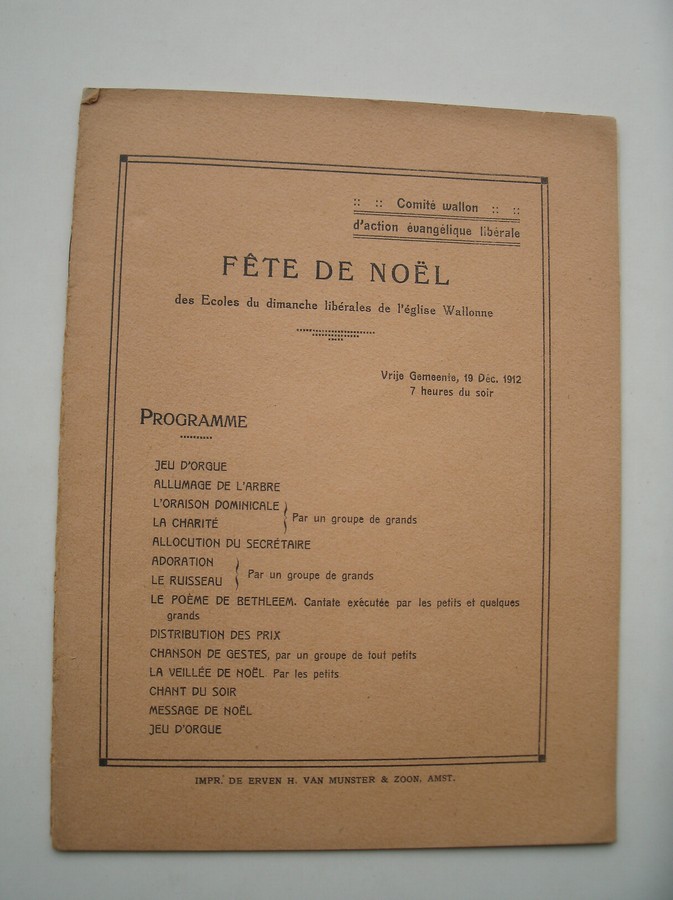 :: :: Comité wallon :: ::
d'action évangélique libérale
FÊTE DE NOËL
des Ecoles du dimanche libérales de l'église Wallonne
Vrije Gemeente, 19 Déc. 1912
7 heures du soir
PROGRAMME
JEU D'ORGUE
ALLUMAGE DE L'ARBRE
L'ORAISON DOMINICALE
LA CHARITÉ } Par un groupe de grands
ALLOCUTION DU SECRÉTAIRE
ADORATION
LE RUISSEAU } Par un groupe de grands
LE POÈME DE BETHLEEM. Cantate exécutée par les petits et quelques
grands
DISTRIBUTION DES PRIX
CHANSON DE GESTES, par un groupe de tout petits
LA VEILLÉE DE NOËL Par les petits
CHANT DU SOIR
MESSAGE DE NOËL
JEU D'ORGUE
IMPR. DE ERVEN H. VAN MUNSTER & ZOON, AMST.